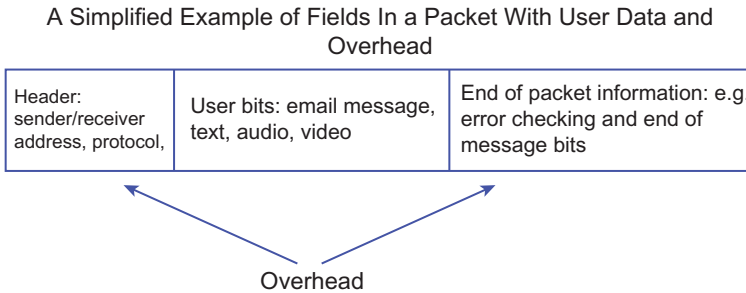 A Simplified Example of Fields In a Packet With User Data and
Overhead
Header:
sender/receiver
address, protocol,
User bits: email message,
text, audio, video
End of packet information: e.g.
error checking and end of
message bits
Overhead